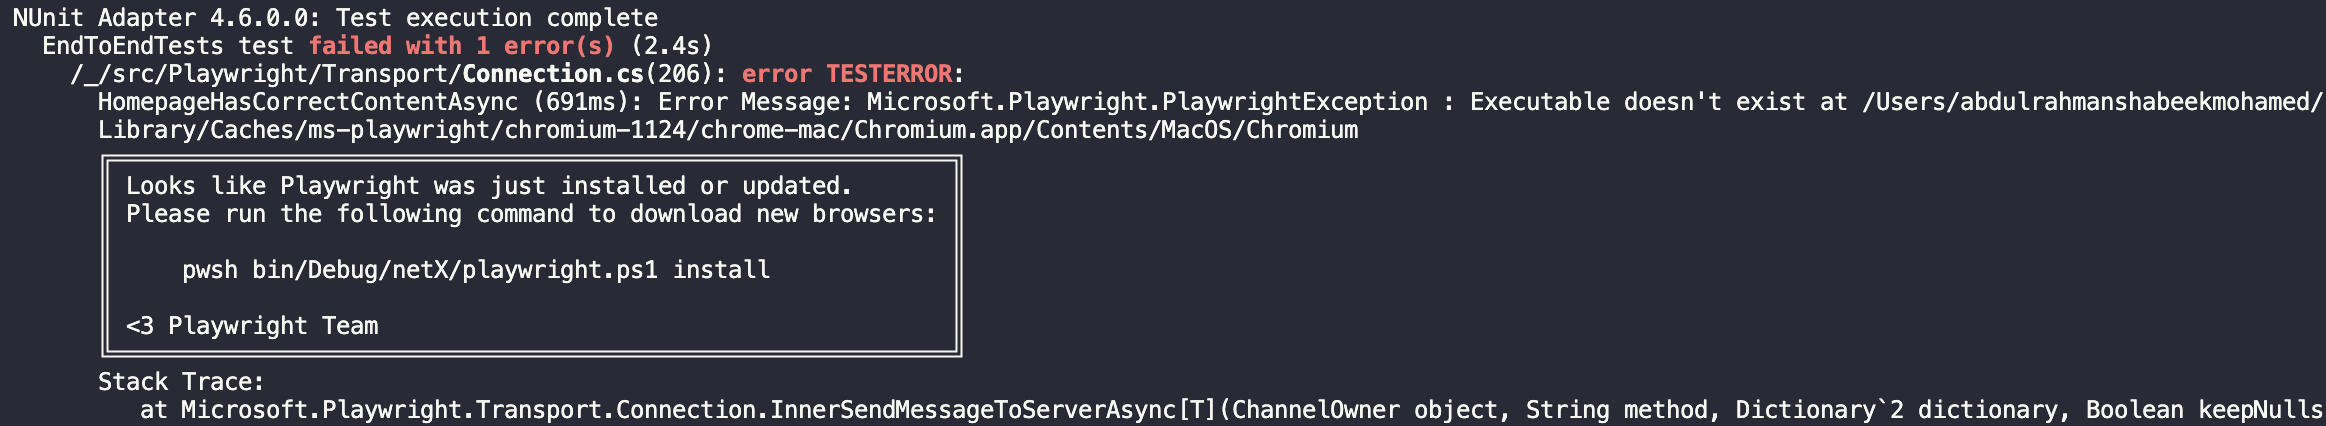 NUnit Adapter 4.6.0.0: Test execution complete
EndToEndTests test failed with 1 error(s) (2.4s)
/_/src/Playwright/Transport/Connection.cs(206): error TESTERROR:
HomepageHasCorrectContentAsync (691ms): Error Message: Microsoft.Playwright.PlaywrightException : Executable doesn't exist at /Users/abdulrahmanshabeekmohamed/
Library/Caches/ms-playwright/chromium-1124/chrome-mac/Chromium.app/Contents/MacOS/Chromium
Looks like Playwright was just installed or updated.
Please run the following command to download new browsers:
pwsh bin/Debug/netX/playwright.ps1 install
<3 Playwright Team
Stack Trace:
at Microsoft.Playwright.Transport.Connection.InnerSendMessageToServerAsync[T](ChannelOwner object, String method, Dictionary`2 dictionary, Boolean keepNulls